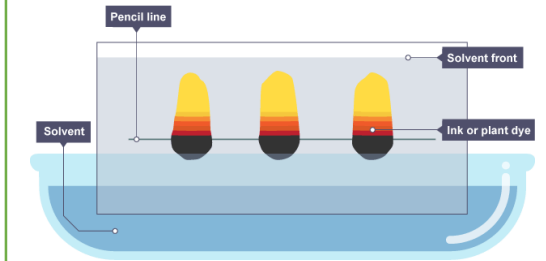 Pencil line
Solvent front
Solvent
Ink or plant dye